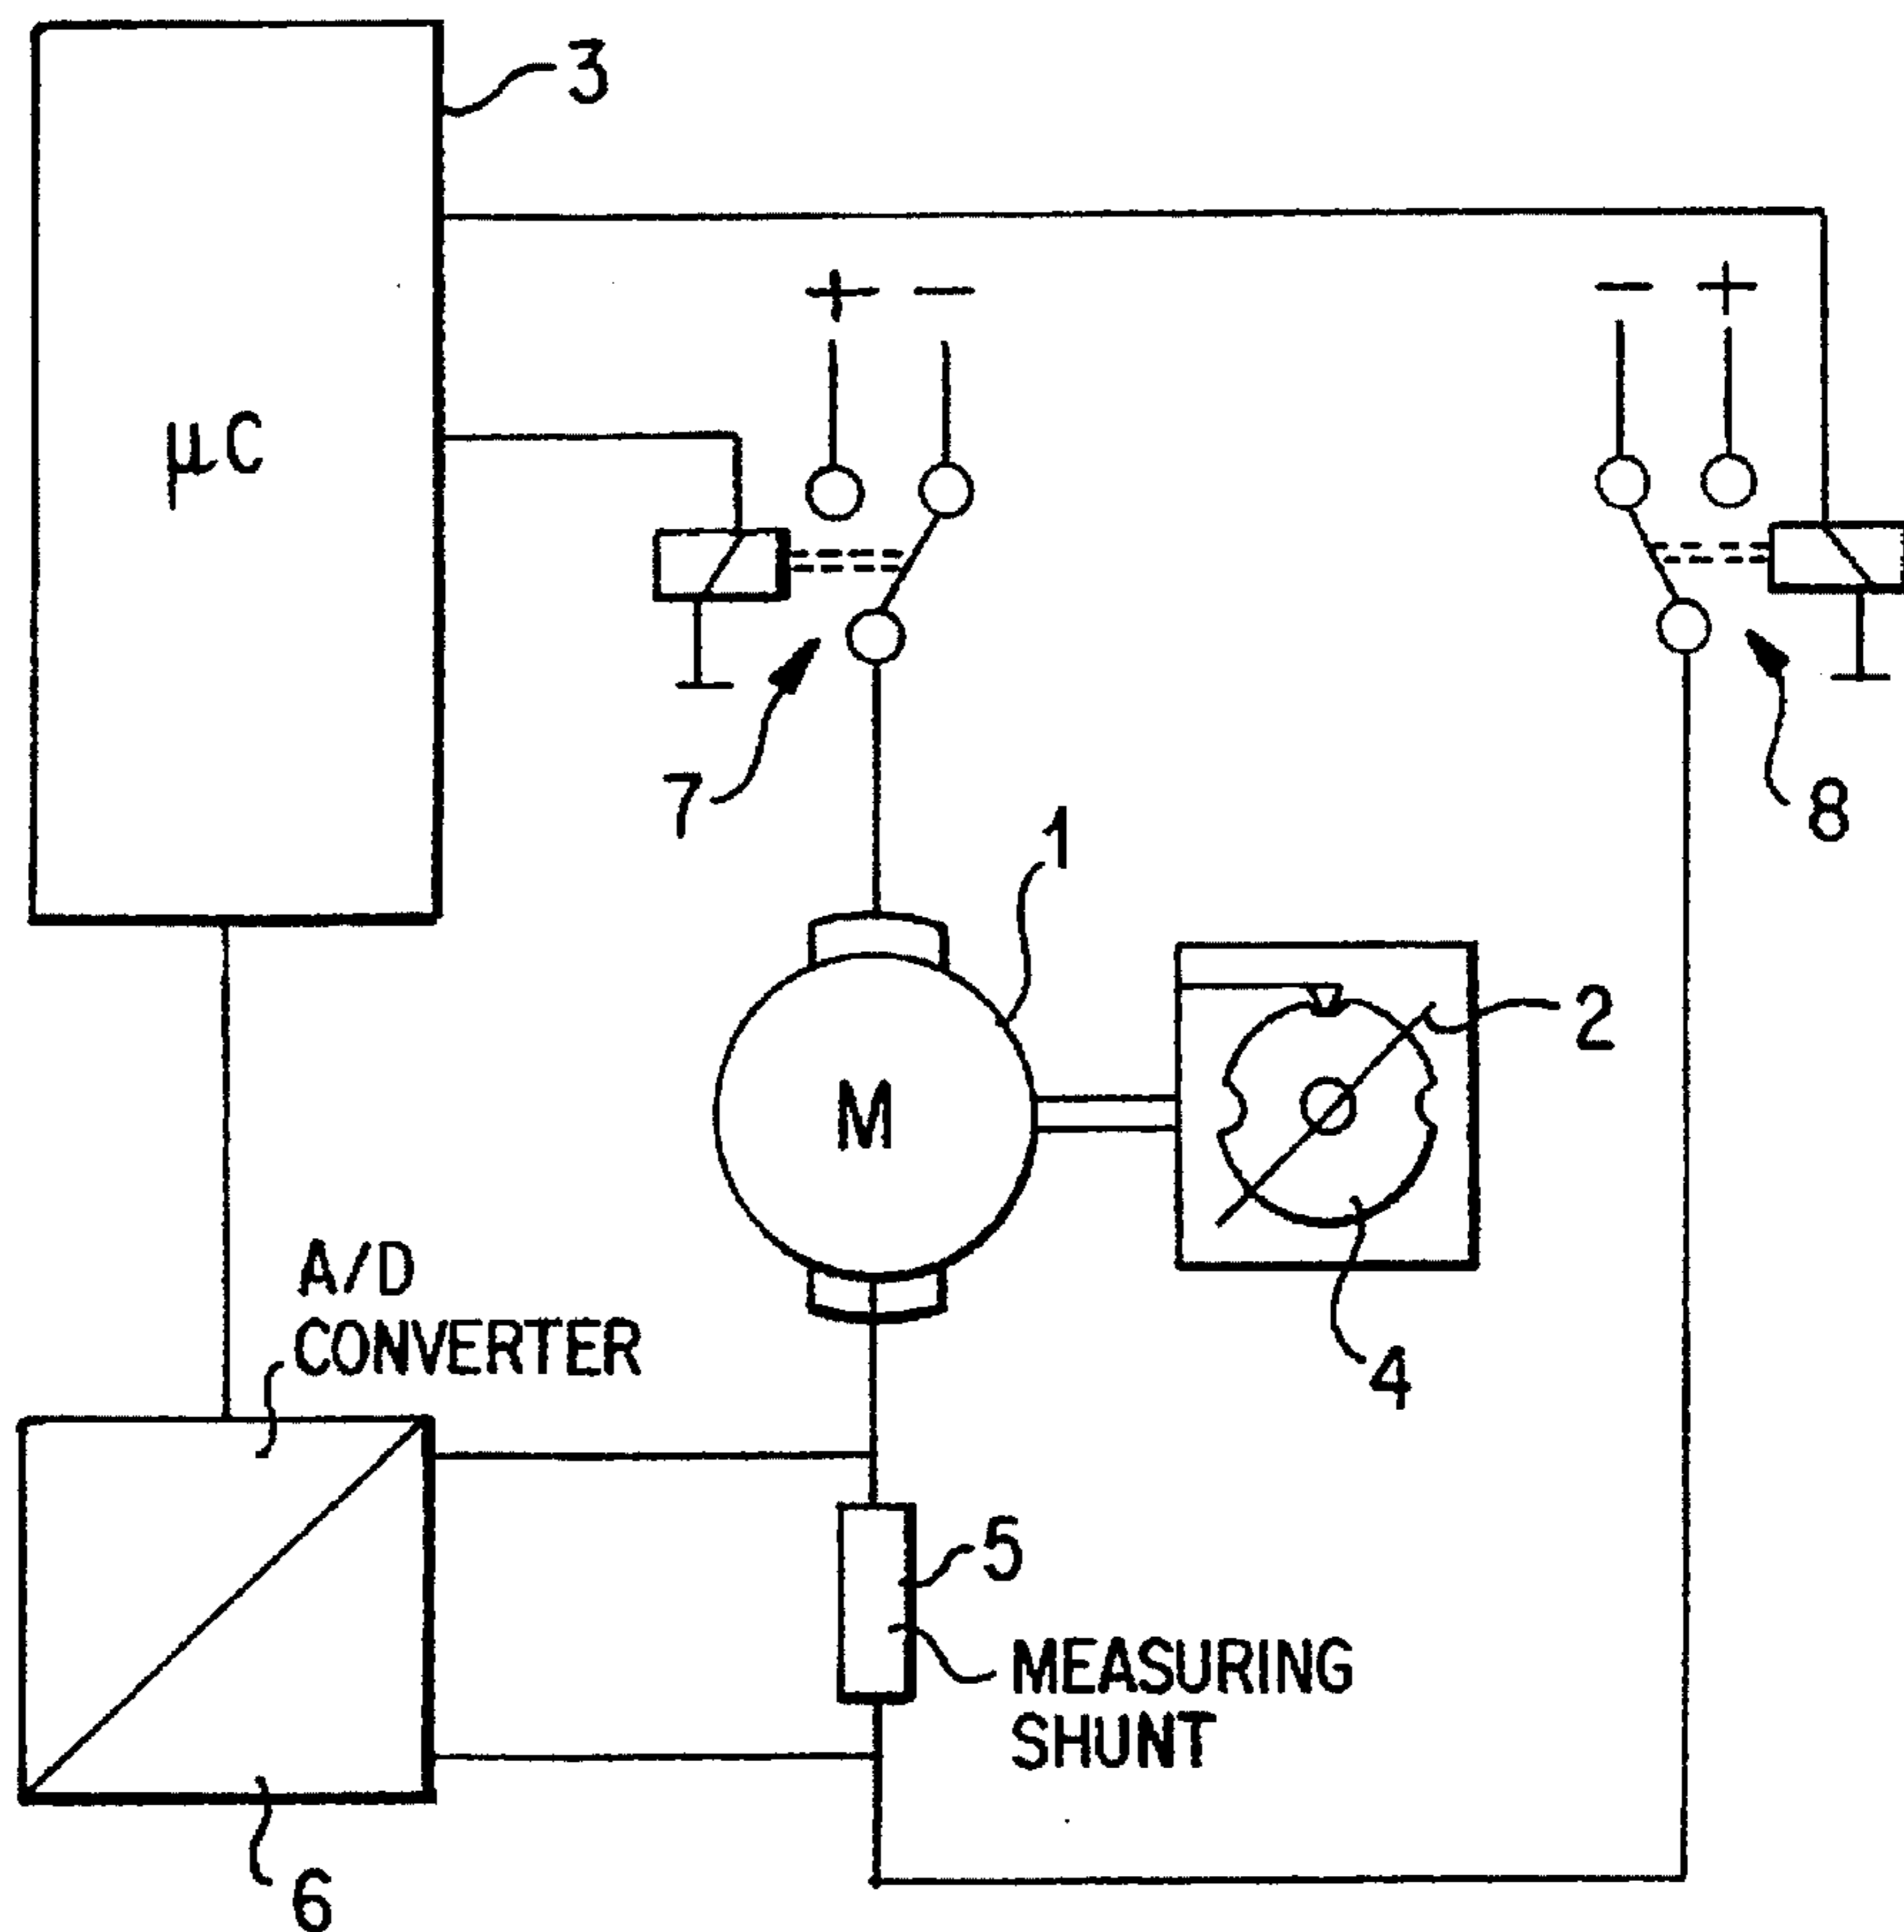 3
+ −
− +
µC
7
8
1
2
M
A/D
CONVERTER
4
5
MEASURING
SHUNT
6